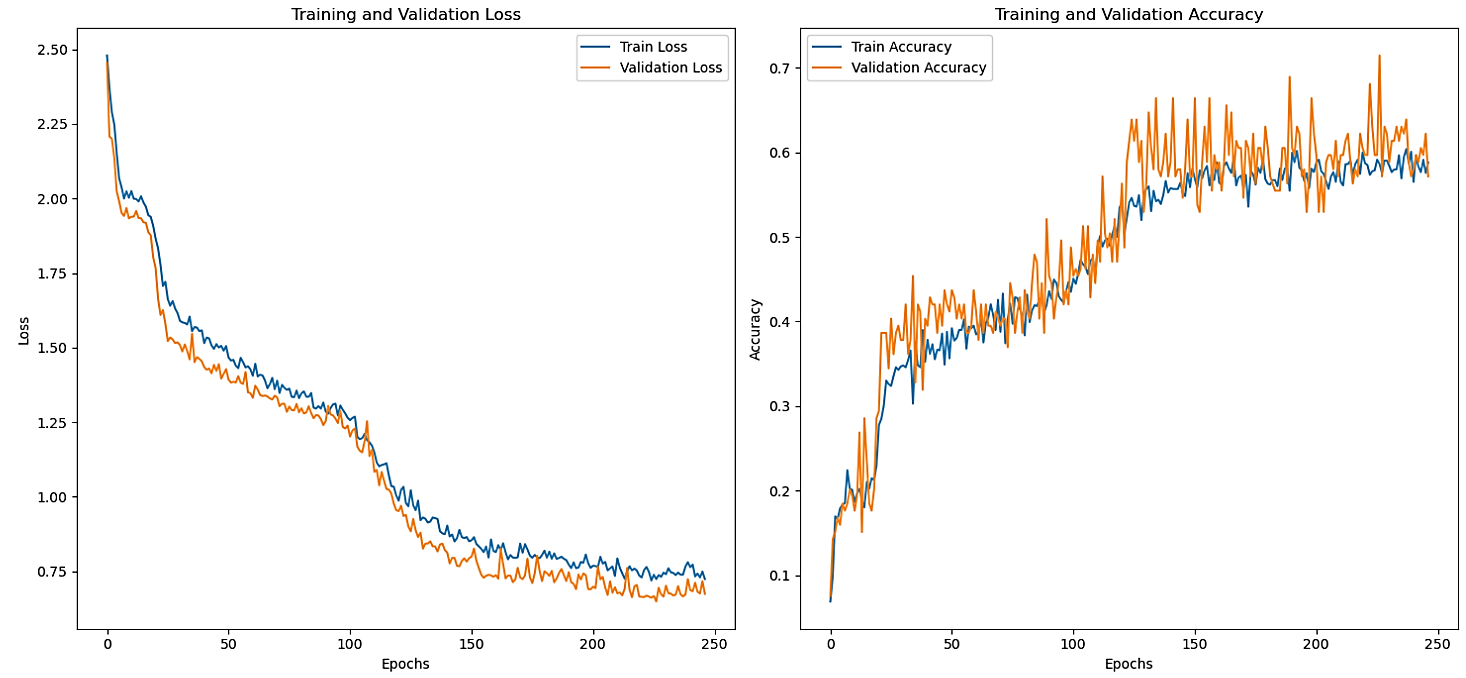 Training and Validation Loss
Train Loss
Validation Loss
2.50
2.25
2.00
1.75
1.50
1.25
1.00
0.75
Loss
0 50 100 150 200 250
Epochs
Training and Validation Accuracy
Train Accuracy
Validation Accuracy
0.7
0.6
0.5
0.4
0.3
0.2
0.1
Accuracy
0 50 100 150 200 250
Epochs